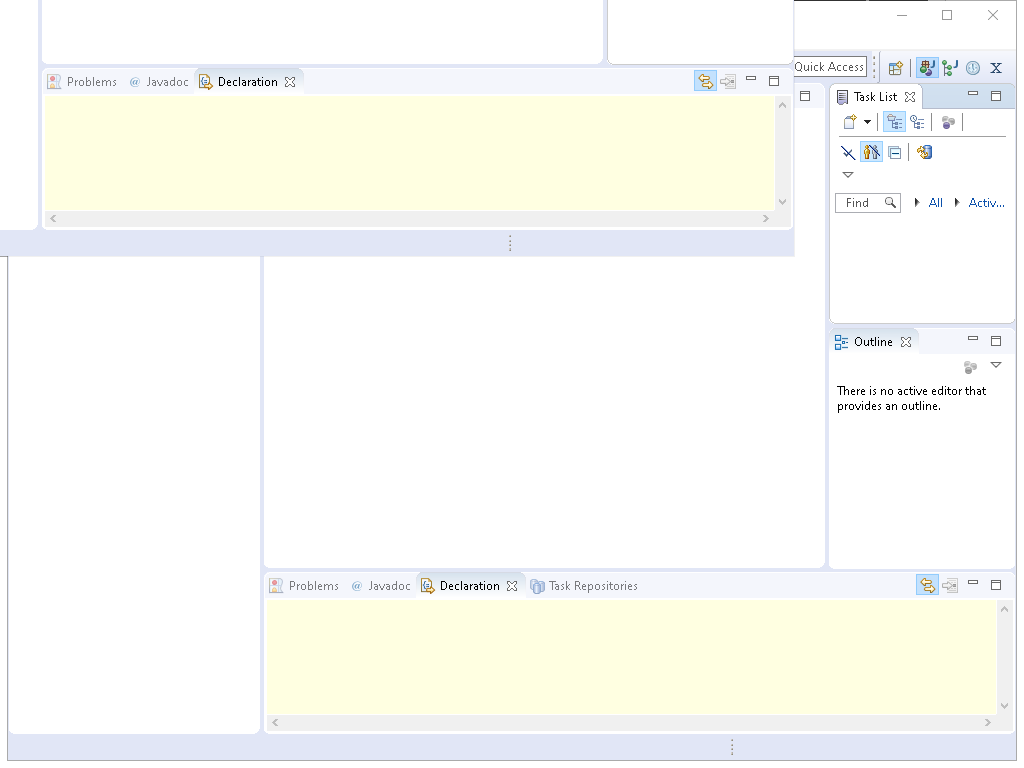 Problems @ Javadoc Declaration
Quick Access
Task List
Find All Activ...
Outline
There is no active editor that
provides an outline.
Problems @ Javadoc Declaration Task Repositories